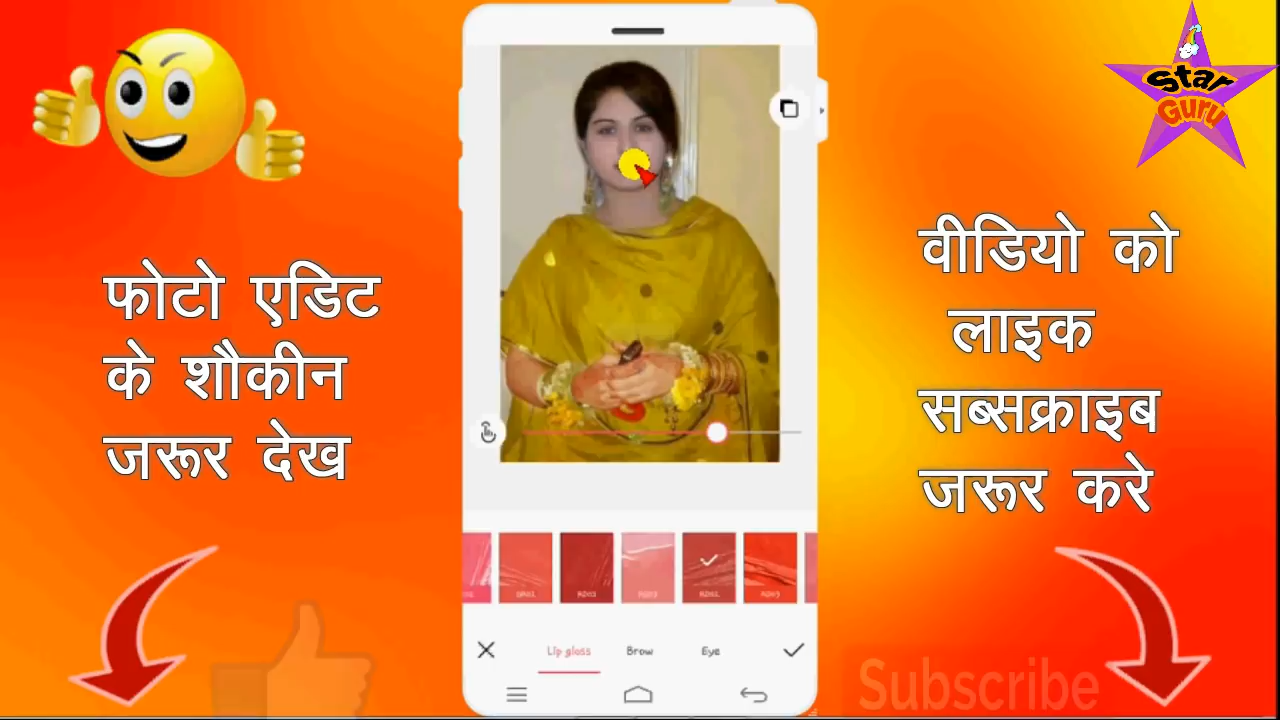 Star
Guru
फोटो एडिट
के शौकीन
जरूर देख
वीडियो को
लाइक
सब्सक्राइब
जरूर करे
Lip gloss Brow Eye
Subscribe